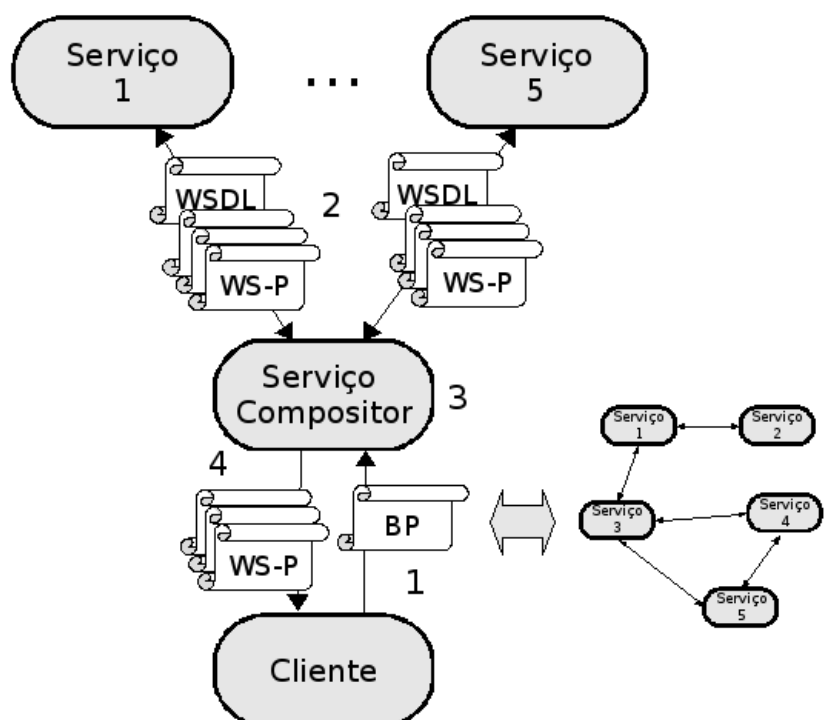 Serviço
1
...
Serviço
5
WSDL
WS-P
2
WSDL
WS-P
Serviço
Compositor
3
4
WS-P
BP
1
Cliente
Serviço
1
Serviço
2
Serviço
3
Serviço
4
Serviço
5